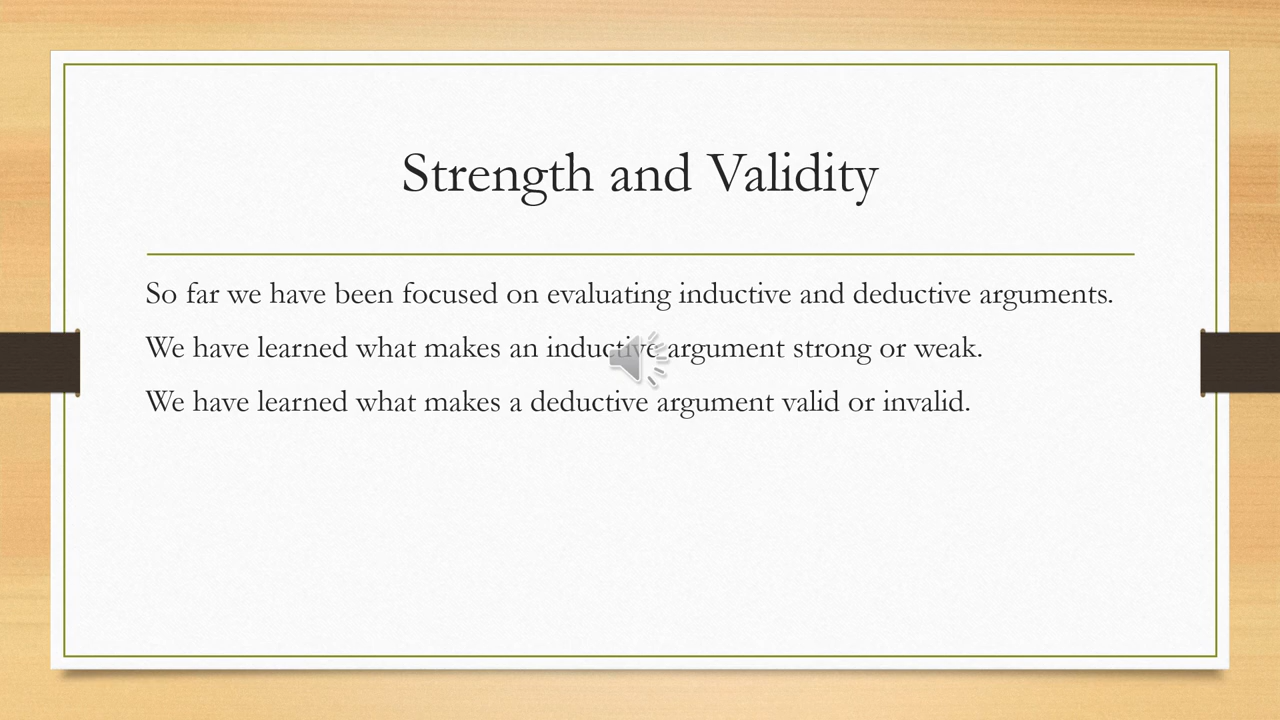 Strength and Validity
So far we have been focused on evaluating inductive and deductive arguments.
We have learned what makes an inductive argument strong or weak.
We have learned what makes a deductive argument valid or invalid.